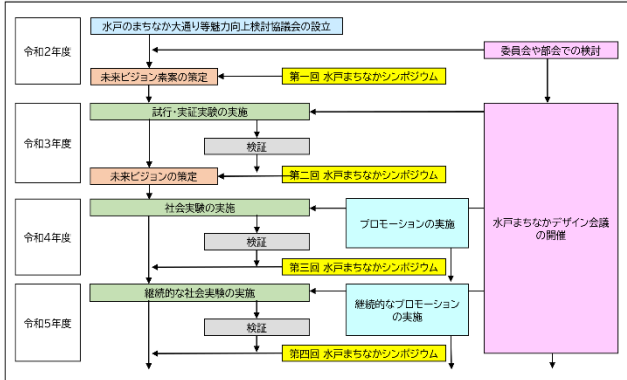 水戸のまちなか大通り等魅力向上検討協議会の設立
令和2年度
委員会や部会での検討
未来ビジョン素案の策定
第一回 水戸まちなかシンポジウム
試行・実証実験の実施
令和3年度
検証
未来ビジョンの策定
第二回 水戸まちなかシンポジウム
社会実験の実施
プロモーションの実施
水戸まちなかデザイン会議
の開催
令和4年度
検証
第三回 水戸まちなかシンポジウム
継続的な社会実験の実施
継続的なプロモーション
の実施
令和5年度
検証
第四回 水戸まちなかシンポジウム